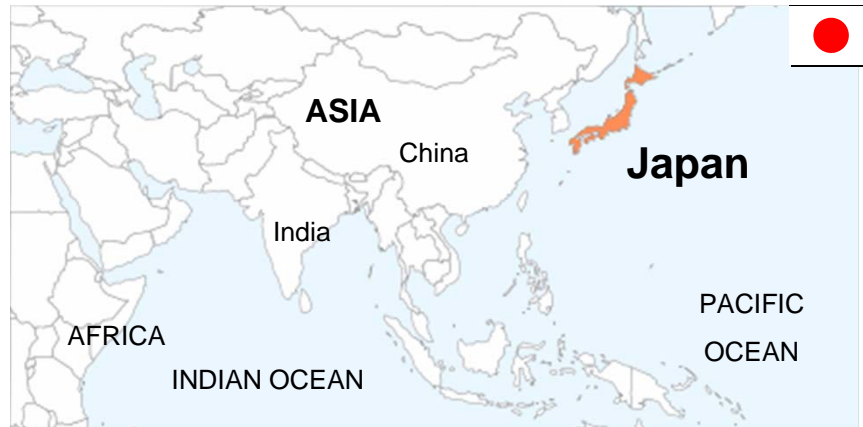 ASIA
China
Japan
India
PACIFIC
OCEAN
AFRICA
INDIAN OCEAN